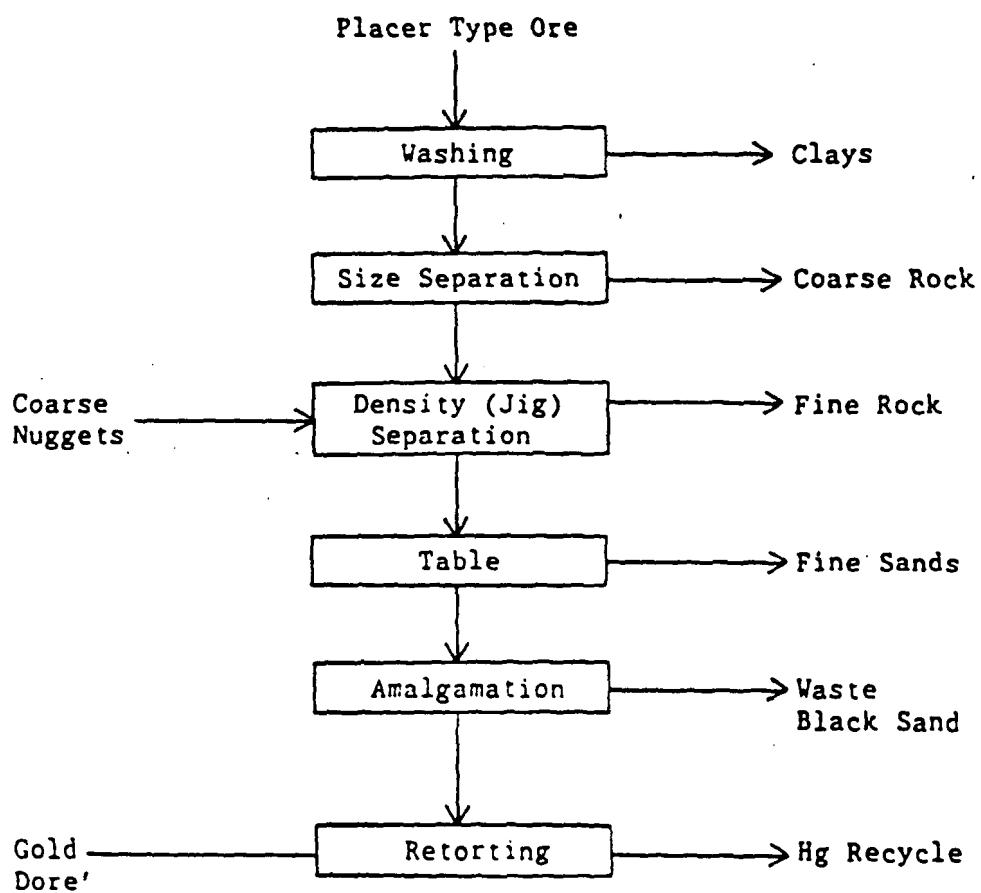 Placer Type Ore
Washing
Clays
Size Separation
Coarse Rock
Coarse
Nuggets
Density (Jig)
Separation
Fine Rock
Table
Fine Sands
Amalgamation
Waste
Black Sand
Gold
Dore'
Retorting
Hg Recycle